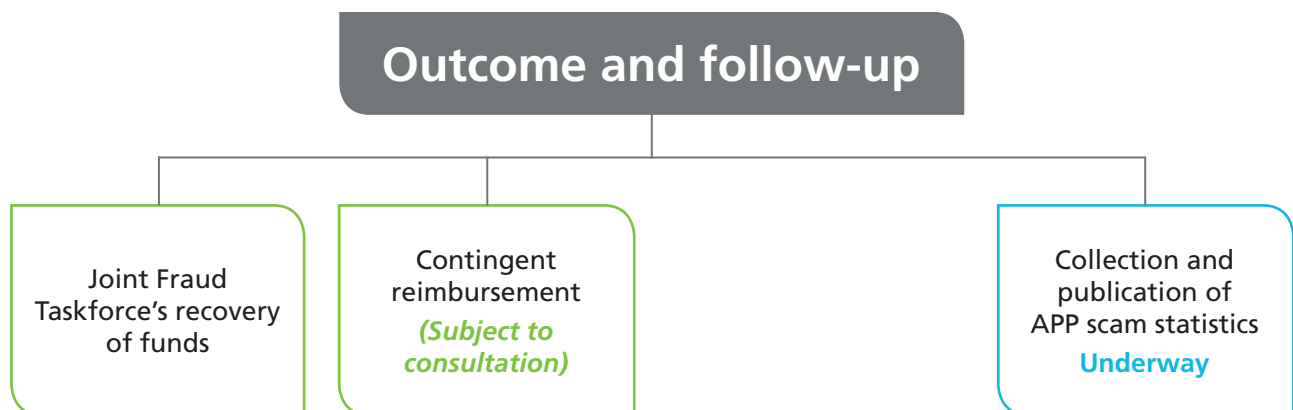 Outcome and follow-up
Joint Fraud
Taskforce’s recovery
of funds
Contingent
reimbursement
(Subject to
consultation)
Collection and
publication of
APP scam statistics
Underway